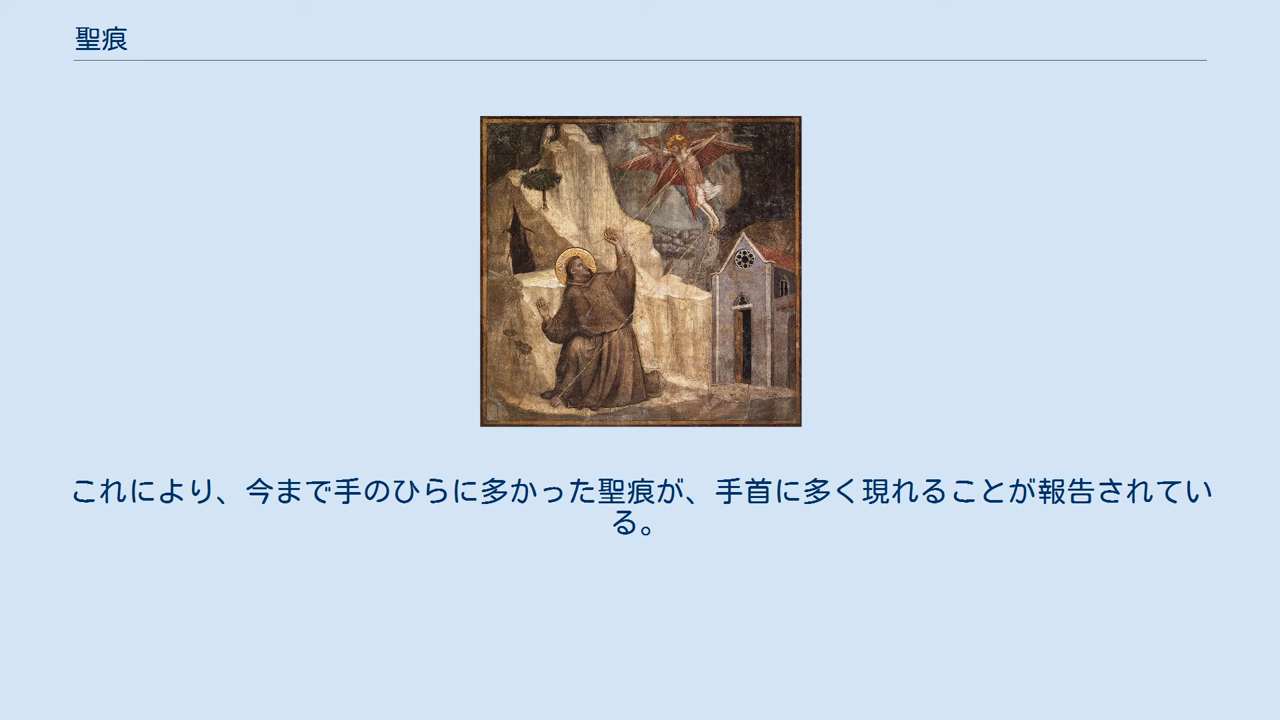 聖痕
これにより、今まで手のひらに多かった聖痕が、手首に多く現れることが報告されてい
る。